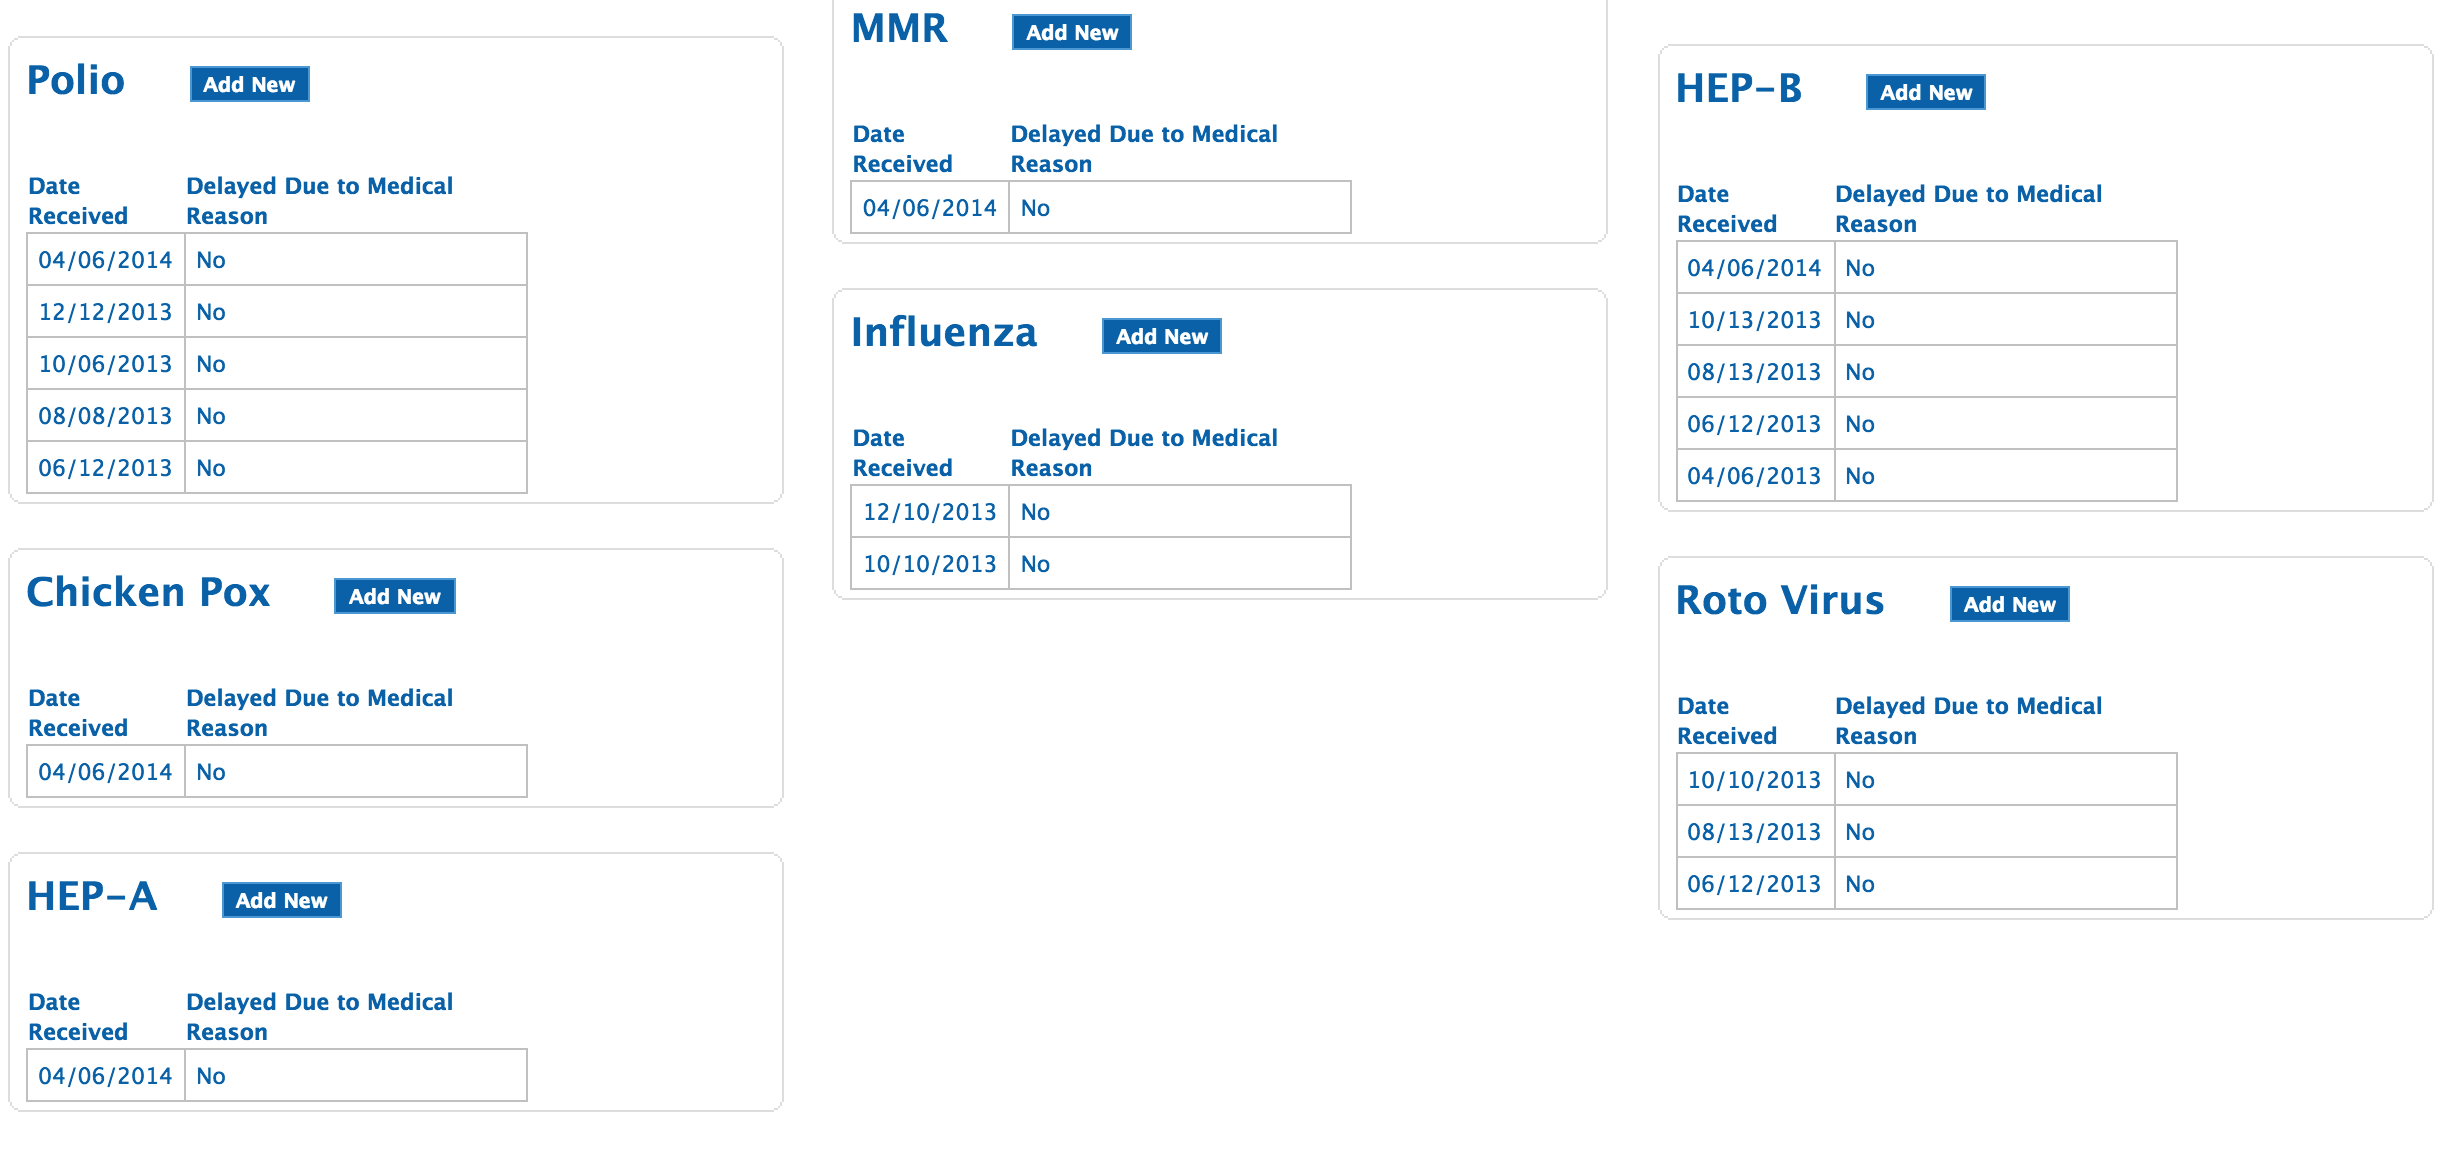 Polio Add New
Date Delayed Due to Medical
Received Reason
04/06/2014 No
12/12/2013 No
10/06/2013 No
08/08/2013 No
06/12/2013 No
Chicken Pox Add New
Date Delayed Due to Medical
Received Reason
04/06/2014 No
HEP-A Add New
Date Delayed Due to Medical
Received Reason
04/06/2014 No
MMR Add New
Date Delayed Due to Medical
Received Reason
04/06/2014 No
Influenza Add New
Date Delayed Due to Medical
Received Reason
12/10/2013 No
10/10/2013 No
HEP-B Add New
Date Delayed Due to Medical
Received Reason
04/06/2014 No
10/13/2013 No
08/13/2013 No
06/12/2013 No
04/06/2013 No
Roto Virus Add New
Date Delayed Due to Medical
Received Reason
10/10/2013 No
08/13/2013 No
06/12/2013 No